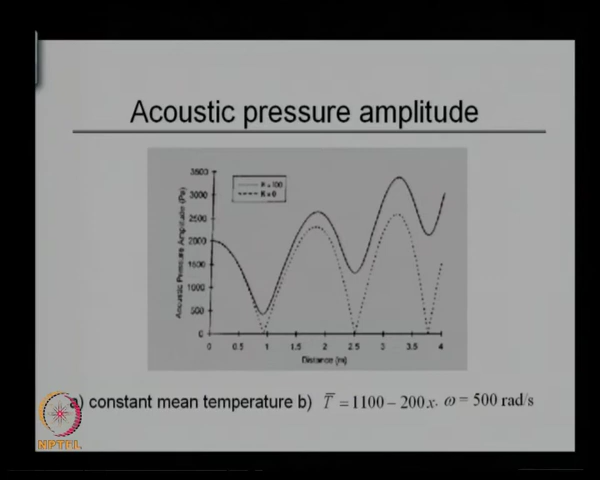 Acoustic pressure amplitude
3500
3000
2500
2000
1500
1000
500
0
Acoustic Pressure Amplitude (Pa)
K = 100
K = 0
0 0.5 1 1.5 2 2.5 3 3.5 4
Distance (m)
a) constant mean temperature b) T̅ = 1100 − 200x. ω = 500 rad/s
NPTEL